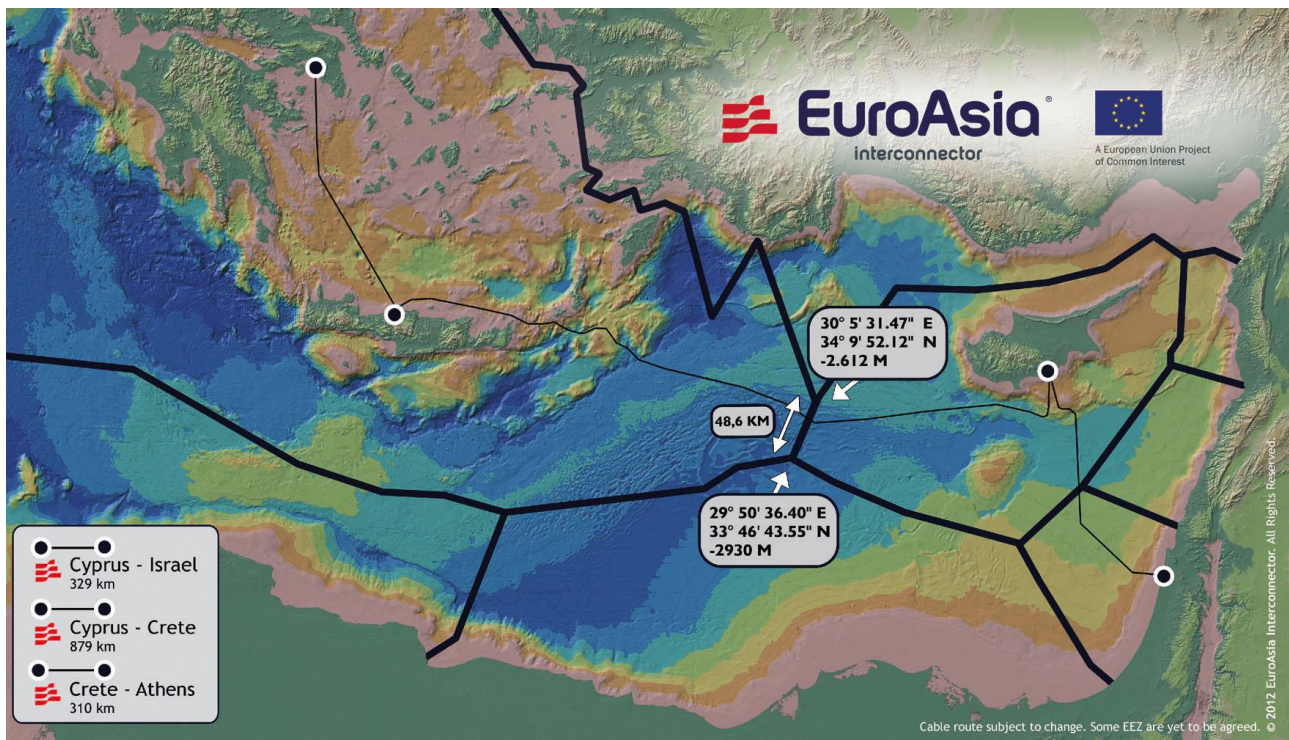 EuroAsia®
interconnector
A European Union Project
of Common Interest
30° 5' 31.47" E
34° 9' 52.12" N
-2.612 M
48,6 KM
29° 50' 36.40" E
33° 46' 43.55" N
-2930 M
Cyprus - Israel
329 km
Cyprus - Crete
879 km
Crete - Athens
310 km
Cable route subject to change. Some EEZ are yet to be agreed.
© 2012 EuroAsia Interconnector. All Rights Reserved.